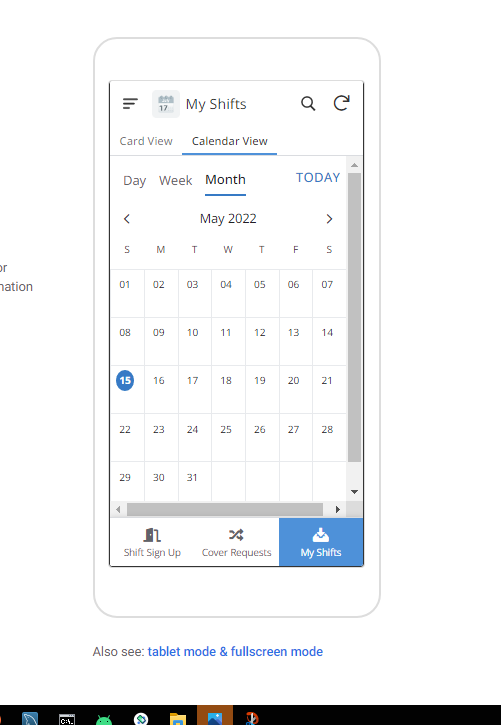 17
My Shifts
Card View Calendar View
Day Week Month TODAY
May 2022
S M T W T F S
01 02 03 04 05 06 07
08 09 10 11 12 13 14
15 16 17 18 19 20 21
22 23 24 25 26 27 28
29 30 31
Shift Sign Up Cover Requests My Shifts
or
nation
Also see: tablet mode & fullscreen mode
C:\.